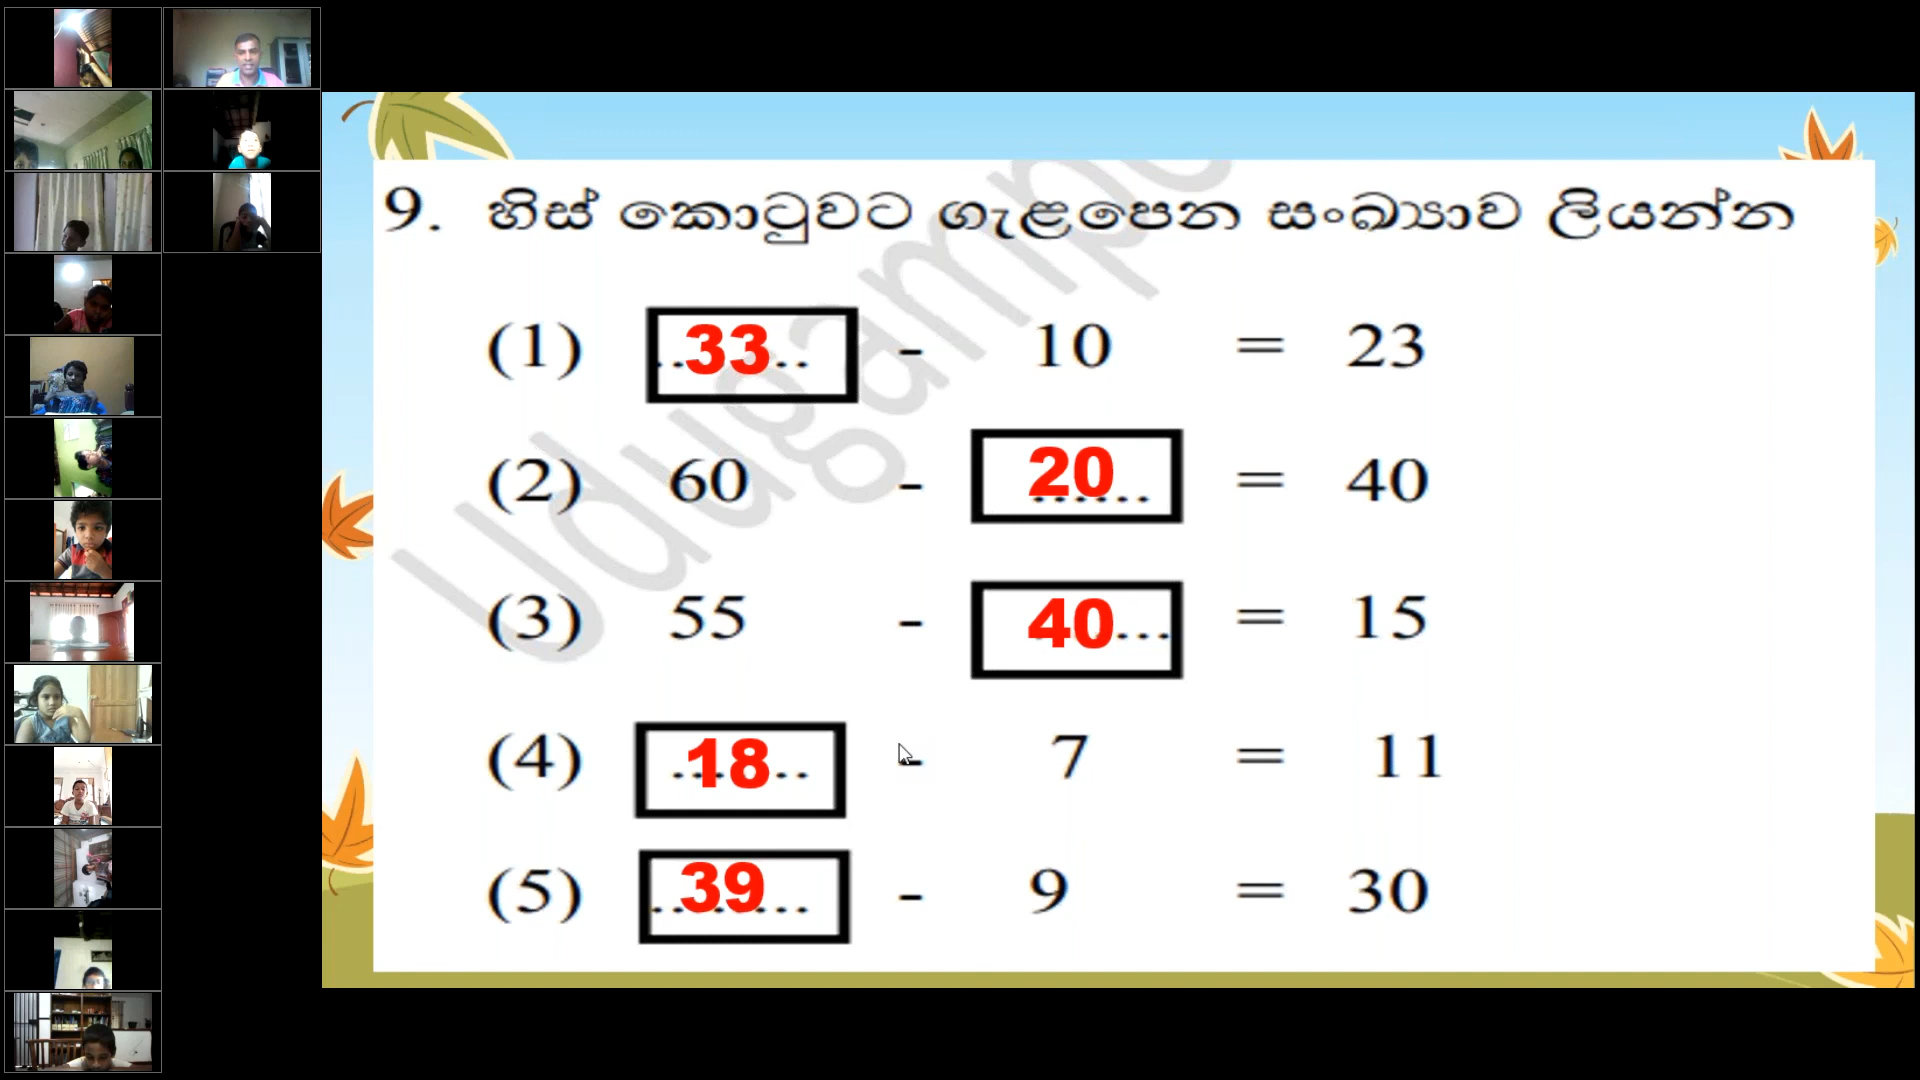 9. හිස් කොටුවට ගැළපෙන සංඛ්‍යාව ලියන්න
(1) 33 - 10 = 23
(2) 60 - 20 = 40
(3) 55 - 40 = 15
(4) 18 - 7 = 11
(5) 39 - 9 = 30